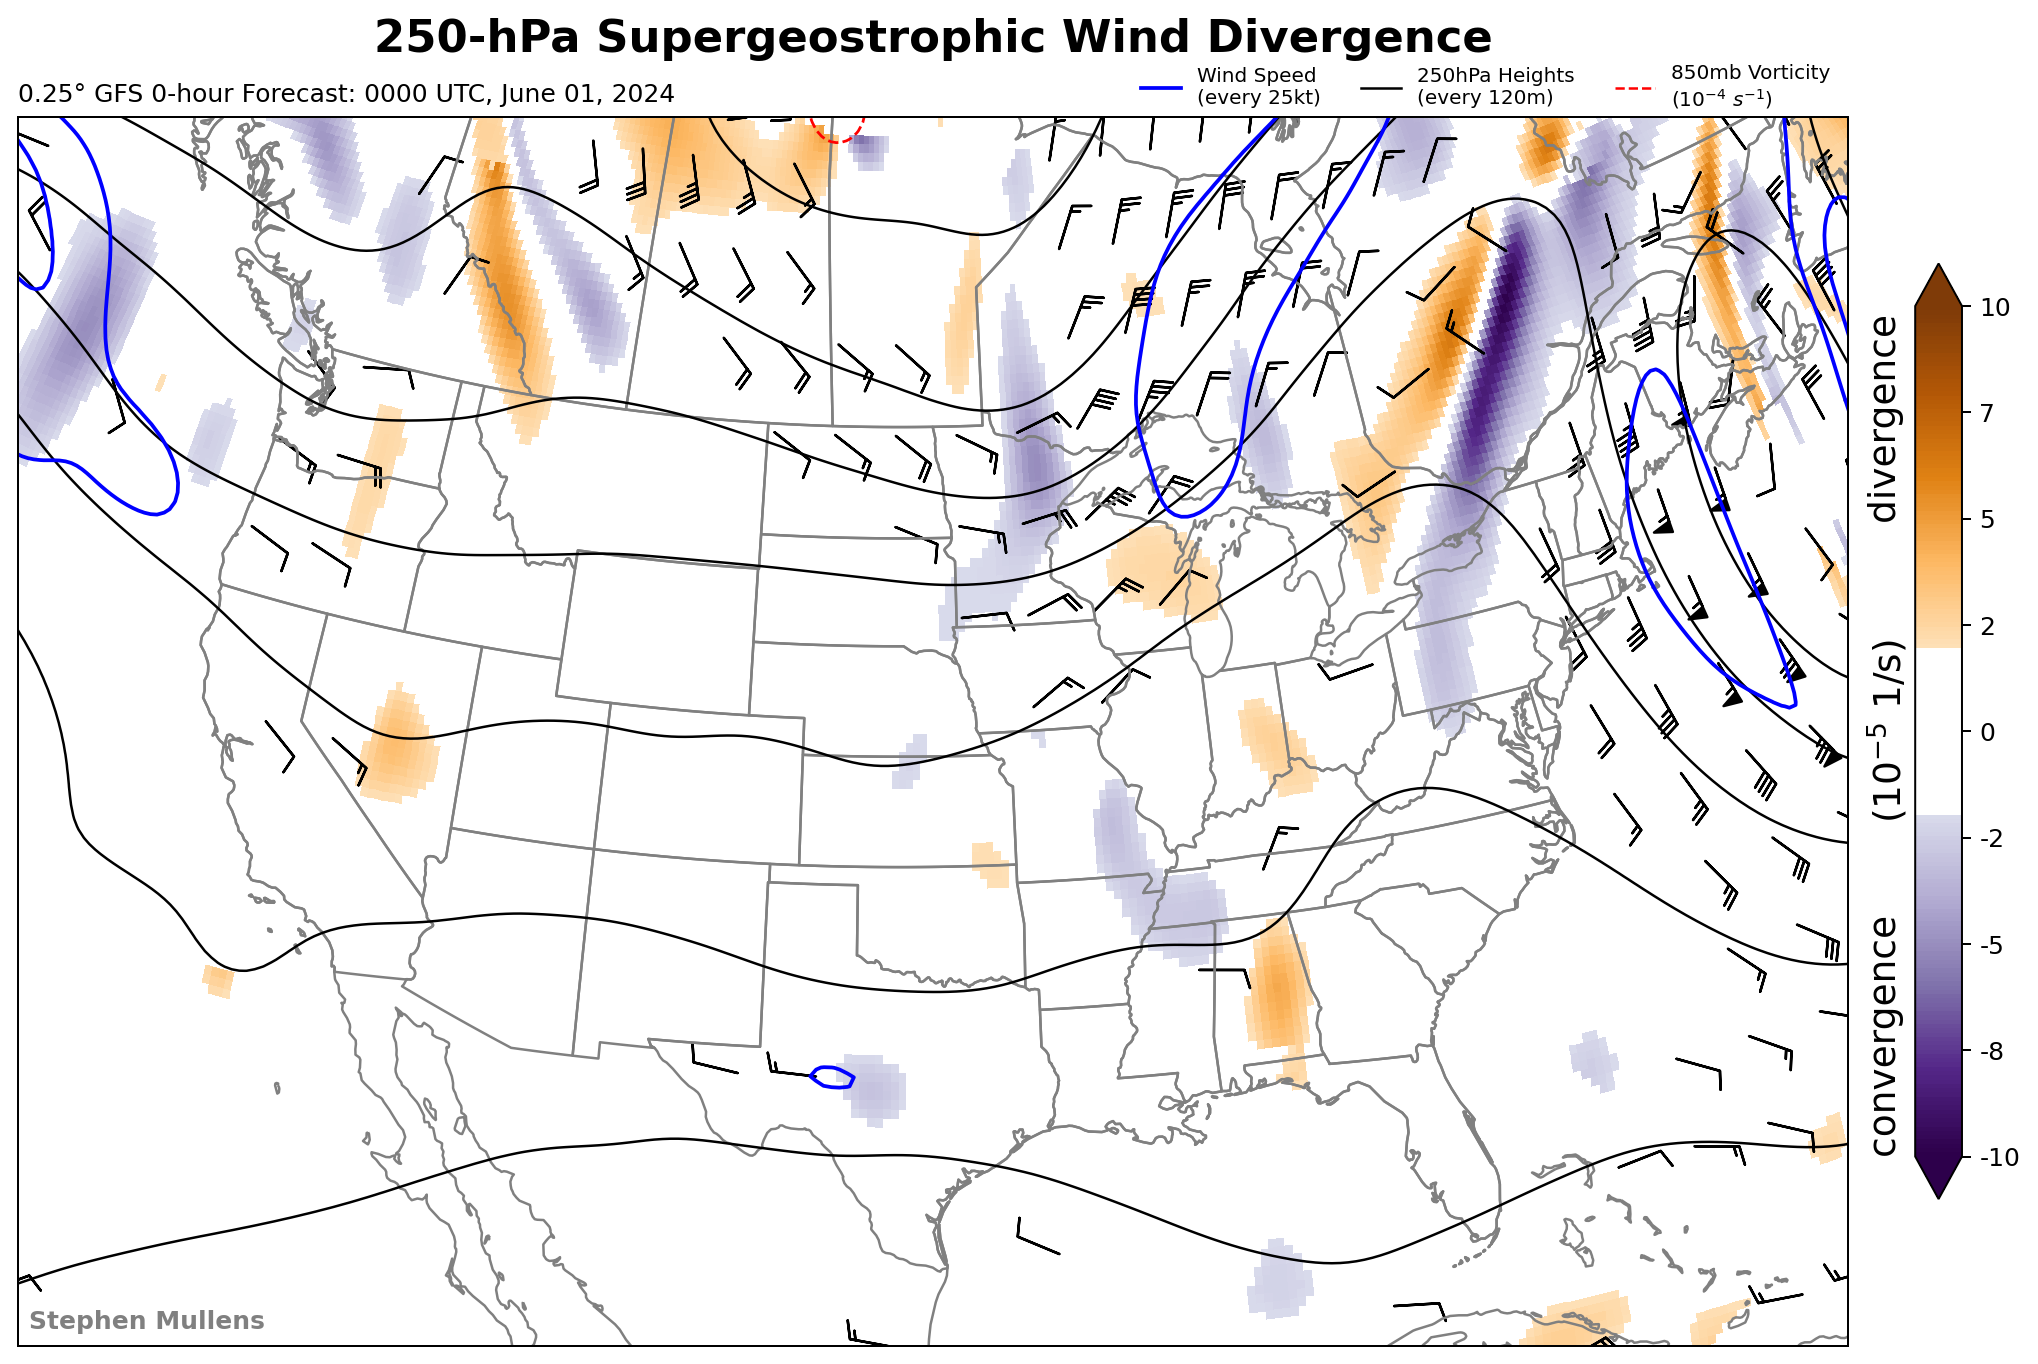 250-hPa Supergeostrophic Wind Divergence
0.25° GFS 0-hour Forecast: 0000 UTC, June 01, 2024
Wind Speed
(every 25kt)
250hPa Heights
(every 120m)
850mb Vorticity
(10⁻⁴ s⁻¹)
10
7
5
2
0
-2
-5
-8
-10
convergence (10⁻⁵ 1/s) divergence
Stephen Mullens